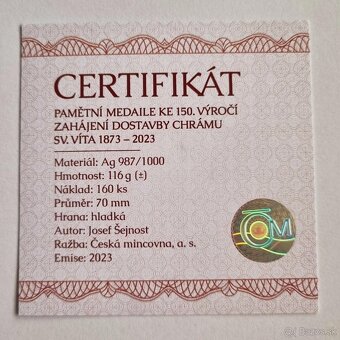 CERTIFIKÁT
PAMĚTNÍ MEDAILE KE 150. VÝROČÍ
ZAHÁJENÍ DOSTAVBY CHRÁMU
SV. VÍTA 1873 – 2023
Materiál: Ag 987/1000
Hmotnost: 116 g (±)
Náklad: 160 ks
Průměr: 70 mm
Hrana: hladká
Autor: Josef Šejnost
Ražba: Česká mincovna, a. s.
Emise: 2023
ČM